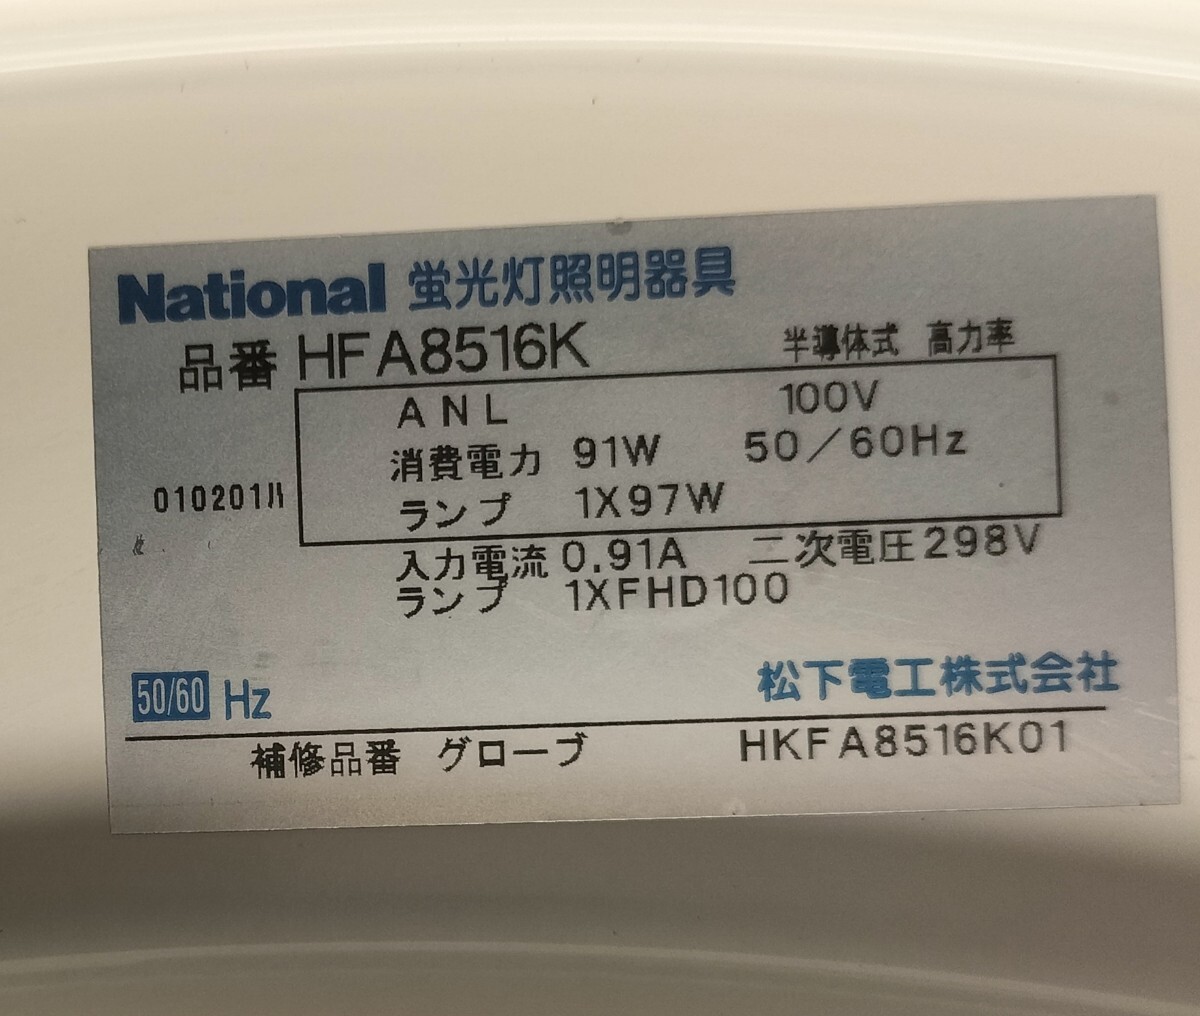 National 蛍光灯照明器具
品番 HFA8516K 半導体式 高力率
ANL 100V
消費電力 91W 50/60Hz
010201ハ ランプ 1X97W
入力電流 0.91A 二次電圧298V
ランプ 1XFHD100
50/60 Hz 松下電工株式会社
補修品番 グローブ HKFA8516K01